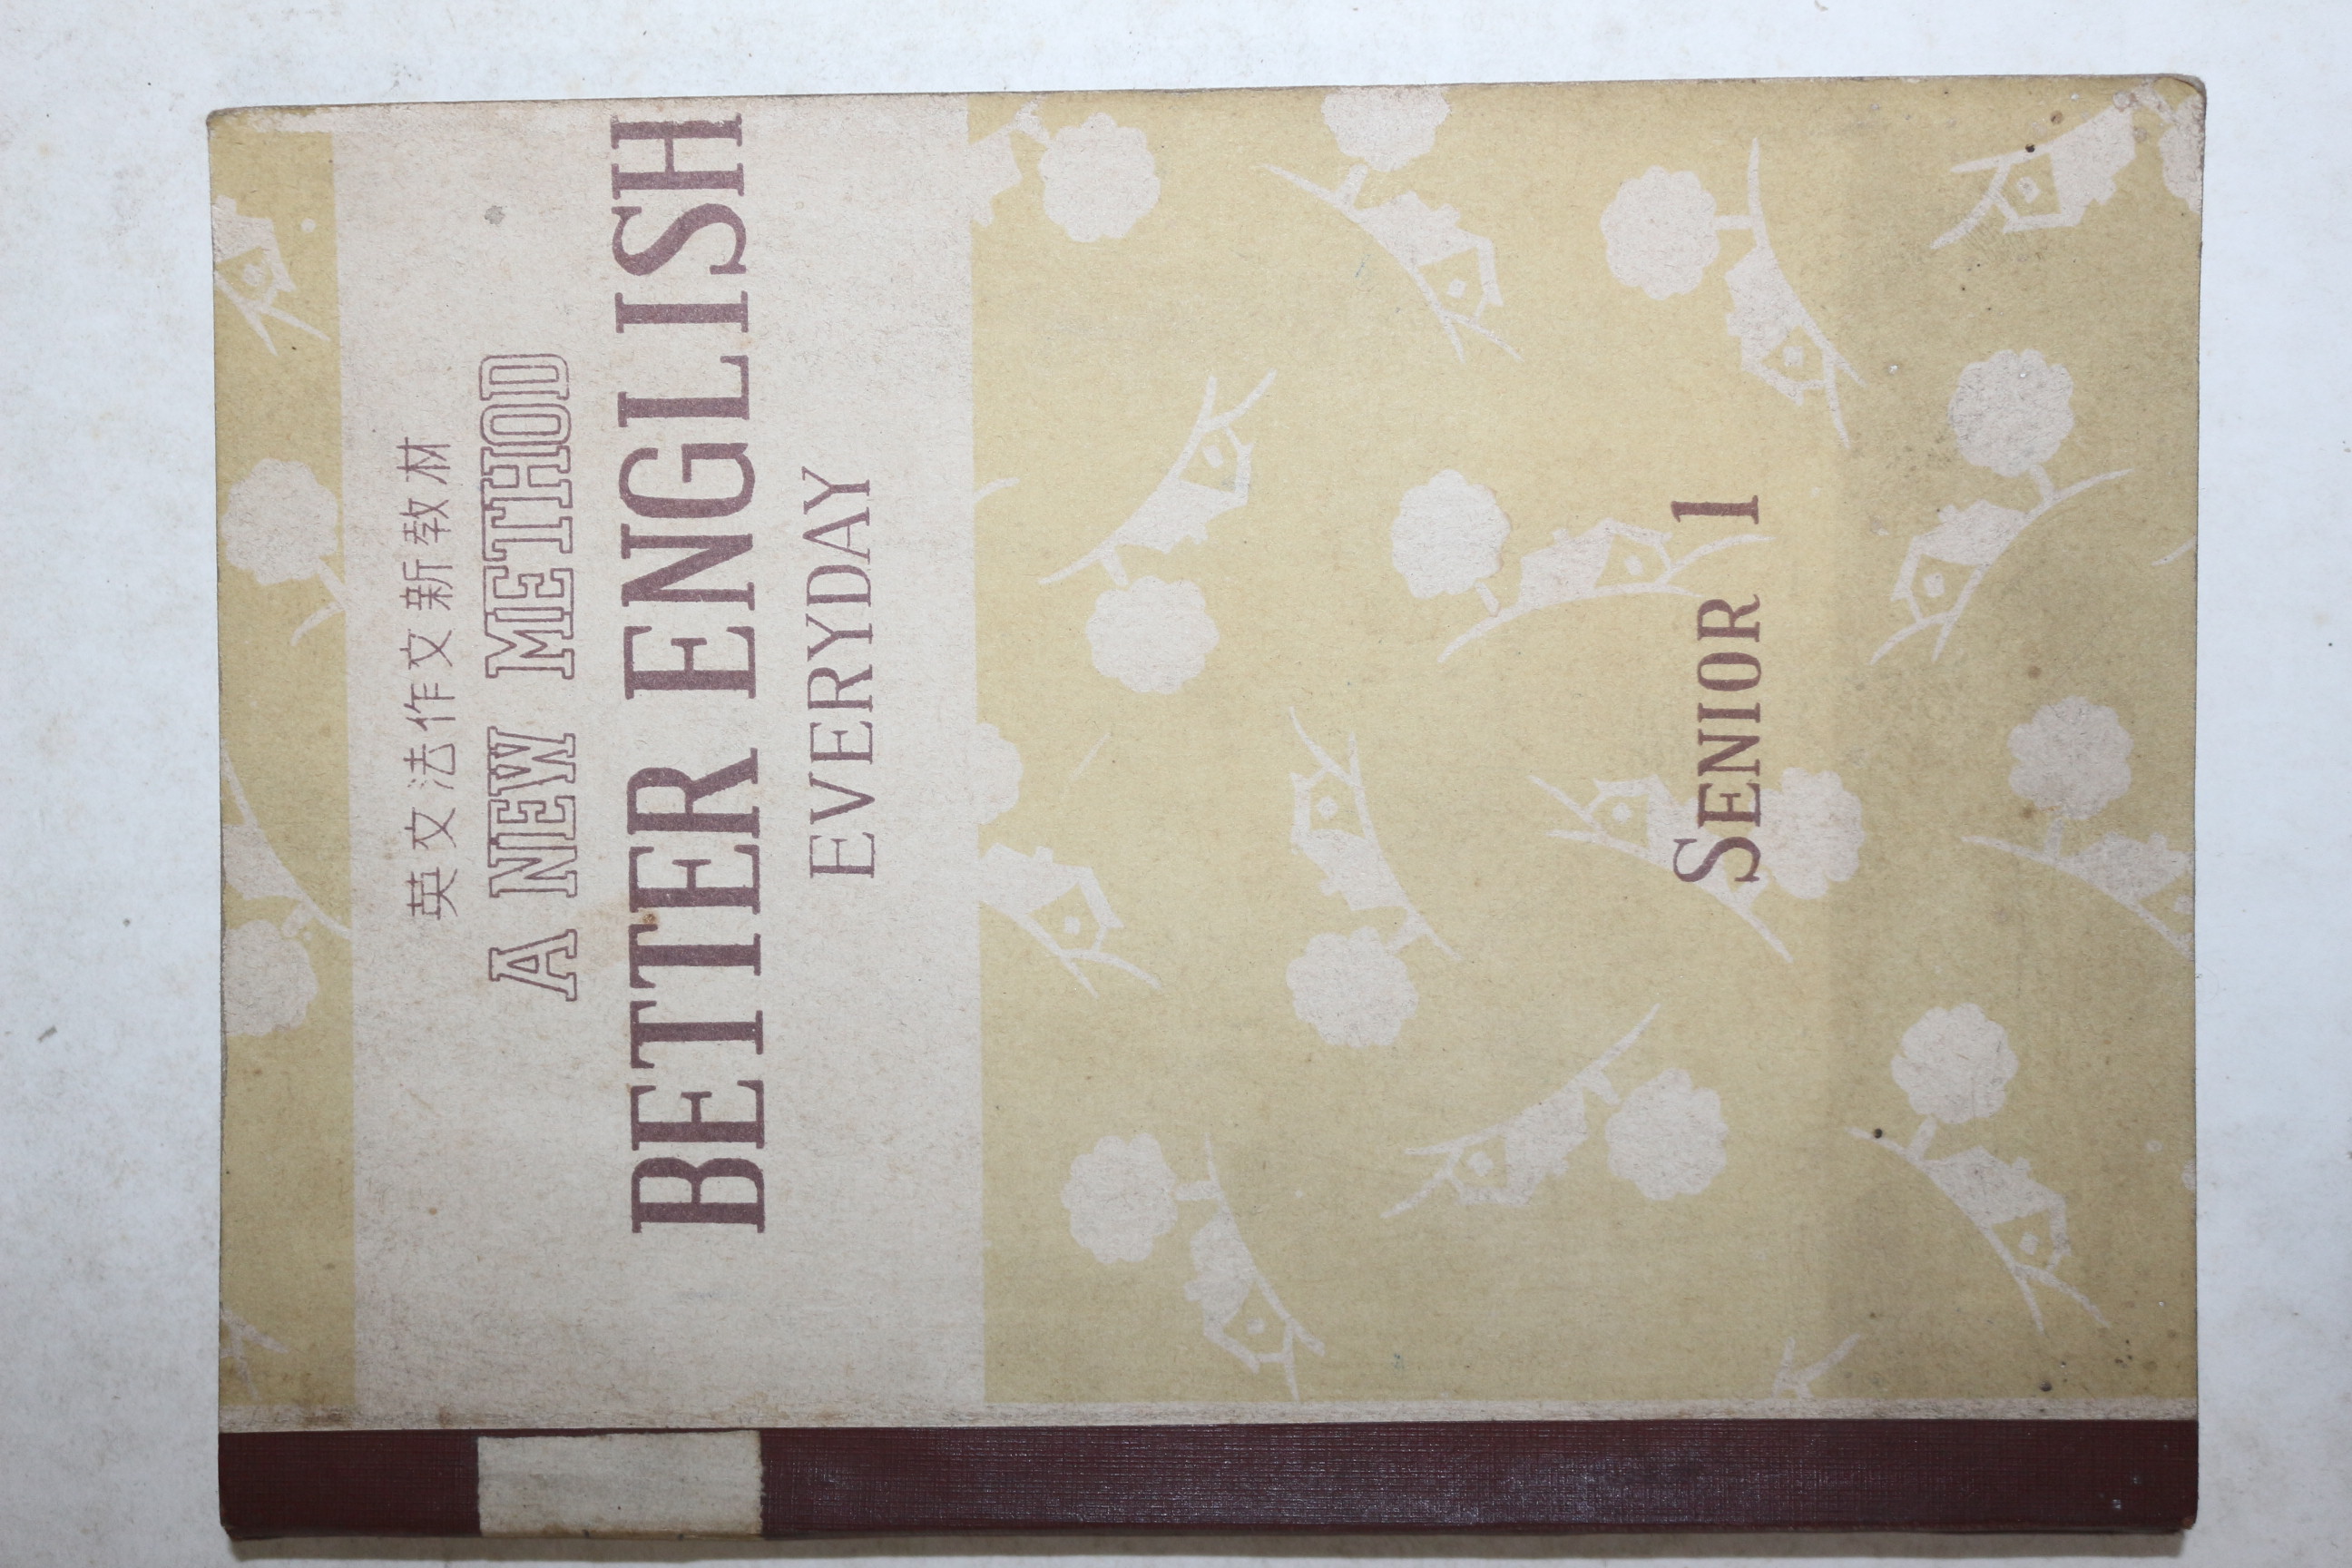 英文法作文新教材
A NEW METHOD
BETTER ENGLISH
EVERYDAY
SENIOR 1